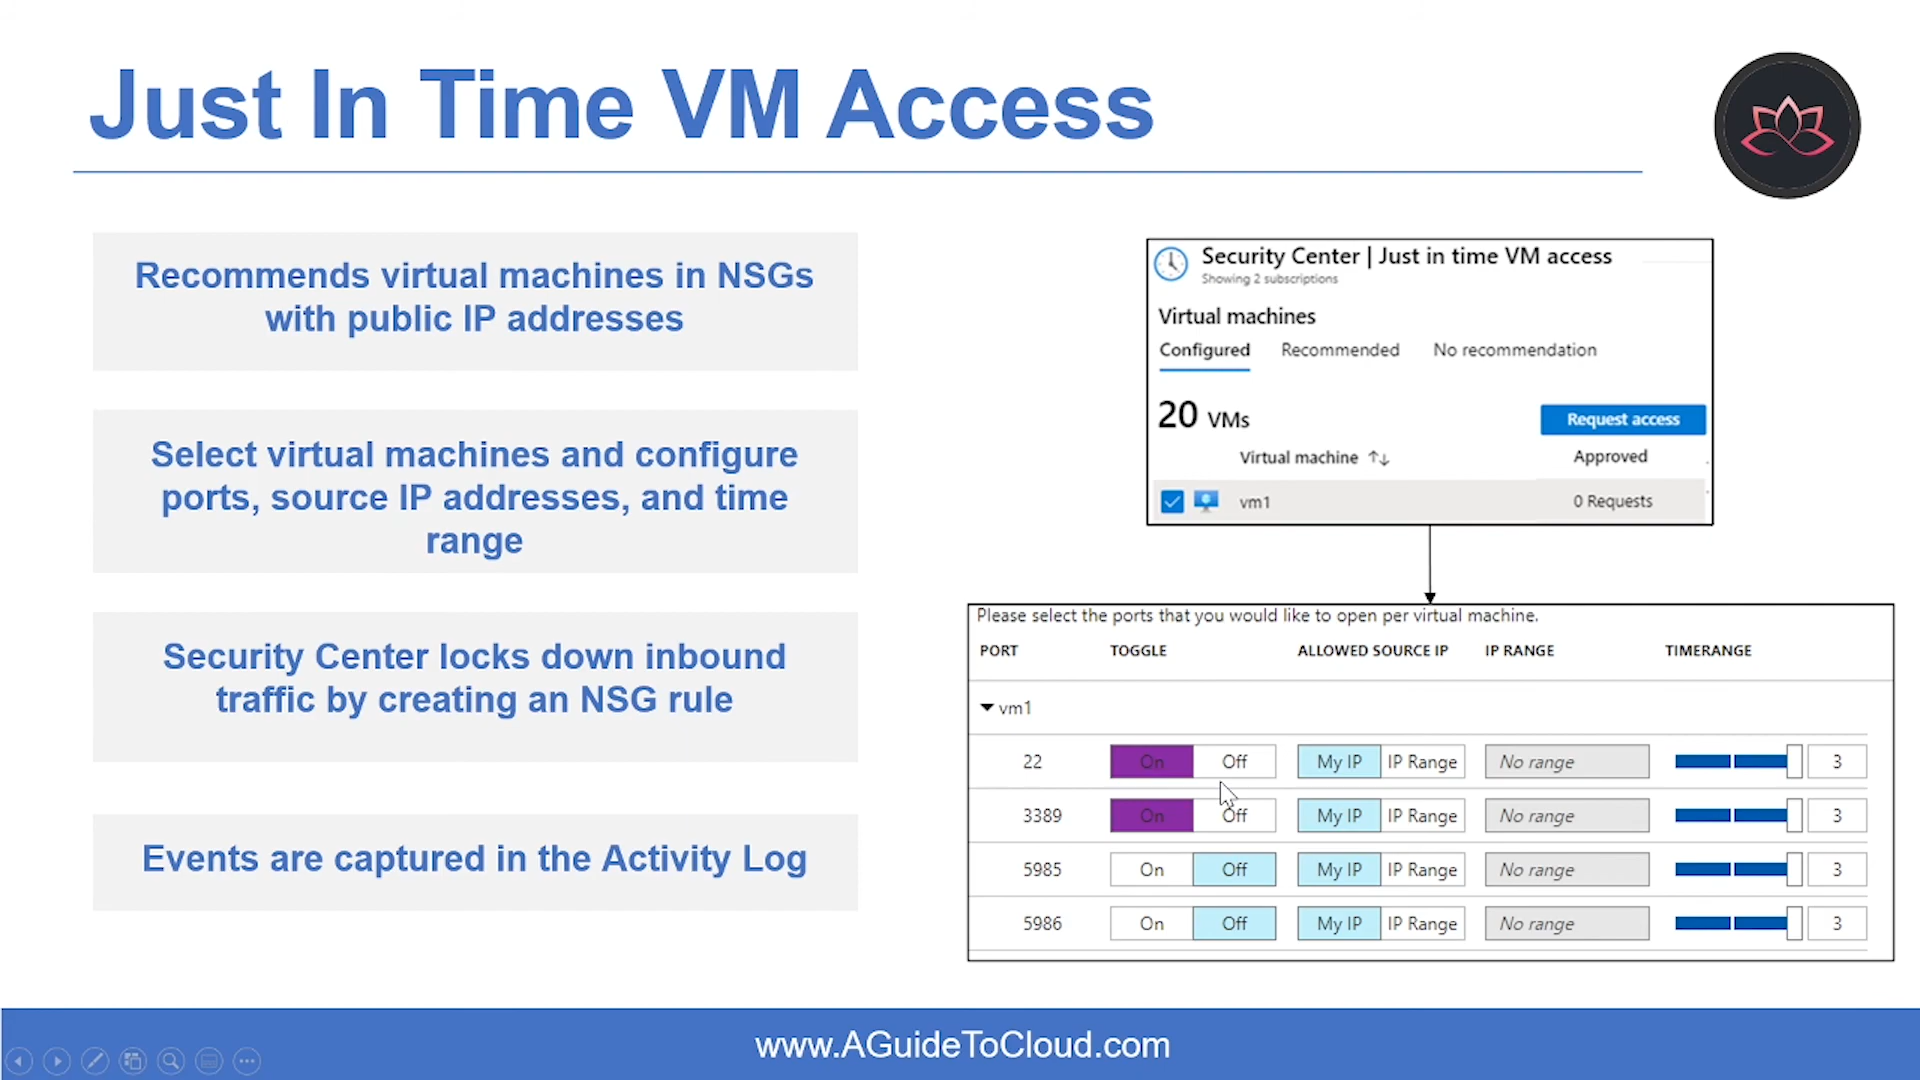 Just In Time VM Access
Recommends virtual machines in NSGs
with public IP addresses
Select virtual machines and configure
ports, source IP addresses, and time
range
Security Center locks down inbound
traffic by creating an NSG rule
Events are captured in the Activity Log
Security Center | Just in time VM access
Showing 2 subscriptions
Virtual machines
Configured Recommended No recommendation
20 VMs Request access
Virtual machine ↑↓ Approved
vm1 0 Requests
Please select the ports that you would like to open per virtual machine.
PORT TOGGLE ALLOWED SOURCE IP IP RANGE TIMERANGE
vm1
22 On Off My IP IP Range No range 3
3389 On Off My IP IP Range No range 3
5985 On Off My IP IP Range No range 3
5986 On Off My IP IP Range No range 3
www.AGuideToCloud.com